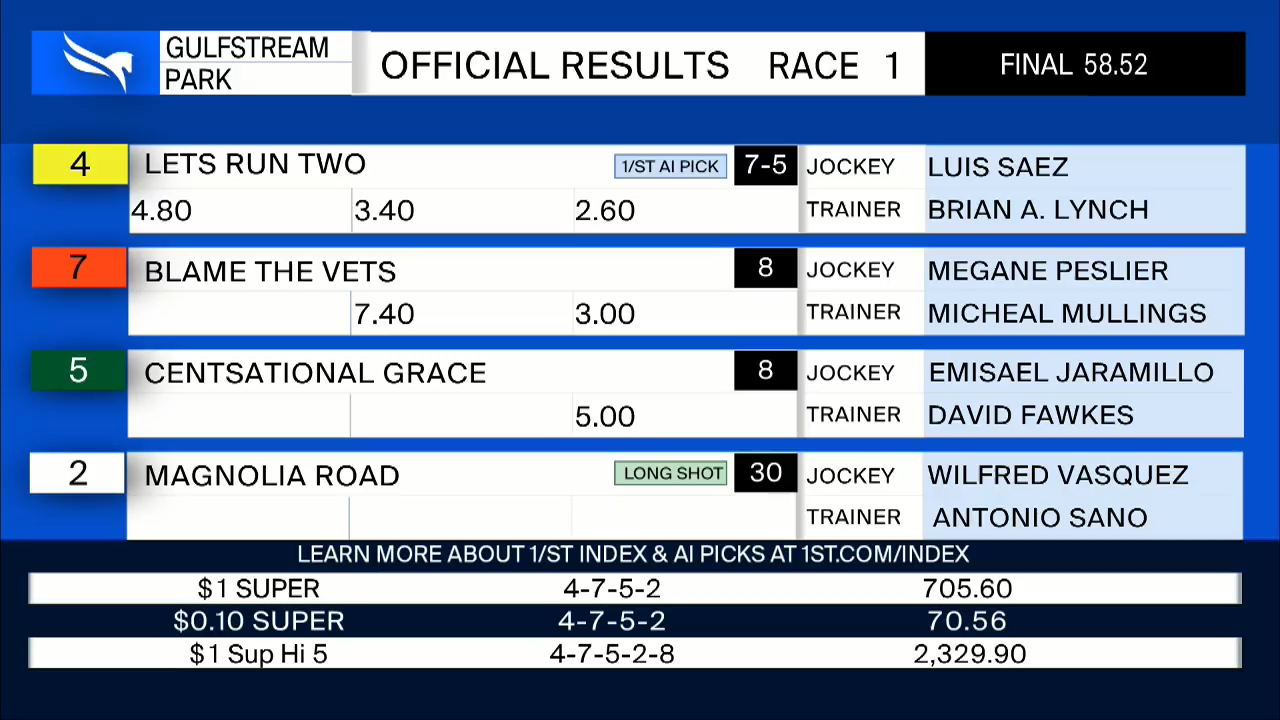 GULFSTREAM
PARK
OFFICIAL RESULTS RACE 1
FINAL 58.52
4 LETS RUN TWO 1/ST AI PICK 7-5 JOCKEY LUIS SAEZ
4.80 3.40 2.60 TRAINER BRIAN A. LYNCH
7 BLAME THE VETS 8 JOCKEY MEGANE PESLIER
7.40 3.00 TRAINER MICHEAL MULLINGS
5 CENTSATIONAL GRACE 8 JOCKEY EMISAEL JARAMILLO
5.00 TRAINER DAVID FAWKES
2 MAGNOLIA ROAD LONG SHOT 30 JOCKEY WILFRED VASQUEZ
TRAINER ANTONIO SANO
LEARN MORE ABOUT 1/ST INDEX & AI PICKS AT 1ST.COM/INDEX
$1 SUPER 4-7-5-2 705.60
$0.10 SUPER 4-7-5-2 70.56
$1 Sup Hi 5 4-7-5-2-8 2,329.90